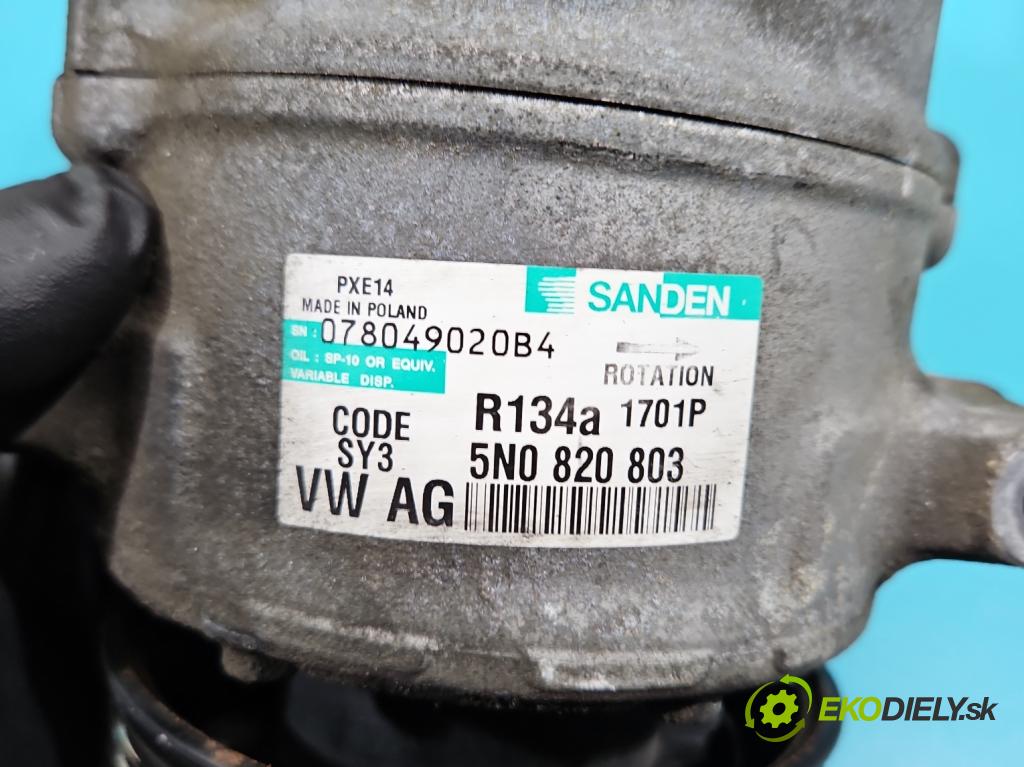 PXE14
MADE IN POLAND
SANDEN
SN : 078049020B4
OIL : SP-10 OR EQUIV.
VARIABLE DISP.
ROTATION
CODE
SY3
R134a 1701P
5N0 820 803
VW AG
EKODIELY.sk